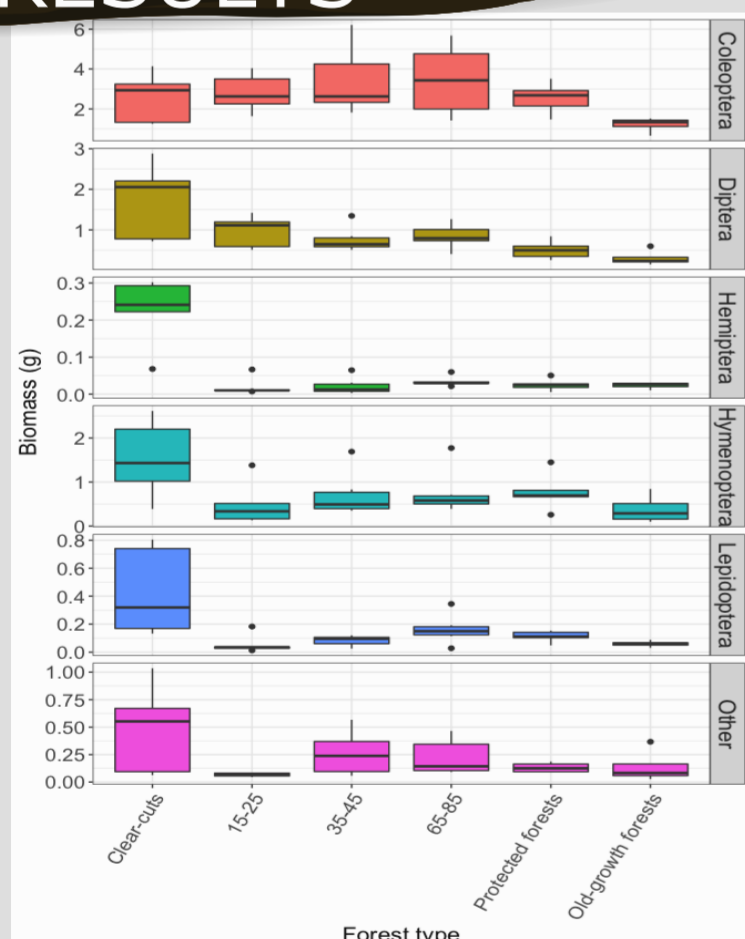 RESULTS
Biomass (g)
6
4
2
Coleoptera
3
2
1
Diptera
0.3
0.2
0.1
0.0
Hemiptera
2
1
0
Hymenoptera
0.8
0.6
0.4
0.2
0.0
Lepidoptera
1.00
0.75
0.50
0.25
0.00
Other
Clear-cuts
15-25
35-45
65-85
Protected forests
Old-growth forests
Forest type